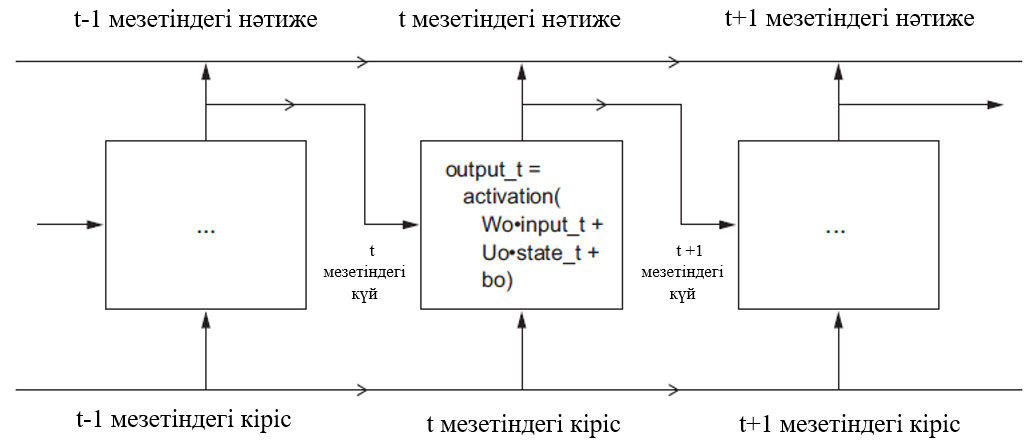 t-1 мезетіндегі нәтиже
t мезетіндегі нәтиже
t+1 мезетіндегі нәтиже
...
output_t =
activation(
Wo•input_t +
Uo•state_t +
bo)
...
t
мезетіндегі
күй
t +1
мезетіндегі
күй
t-1 мезетіндегі кіріс
t мезетіндегі кіріс
t+1 мезетіндегі кіріс